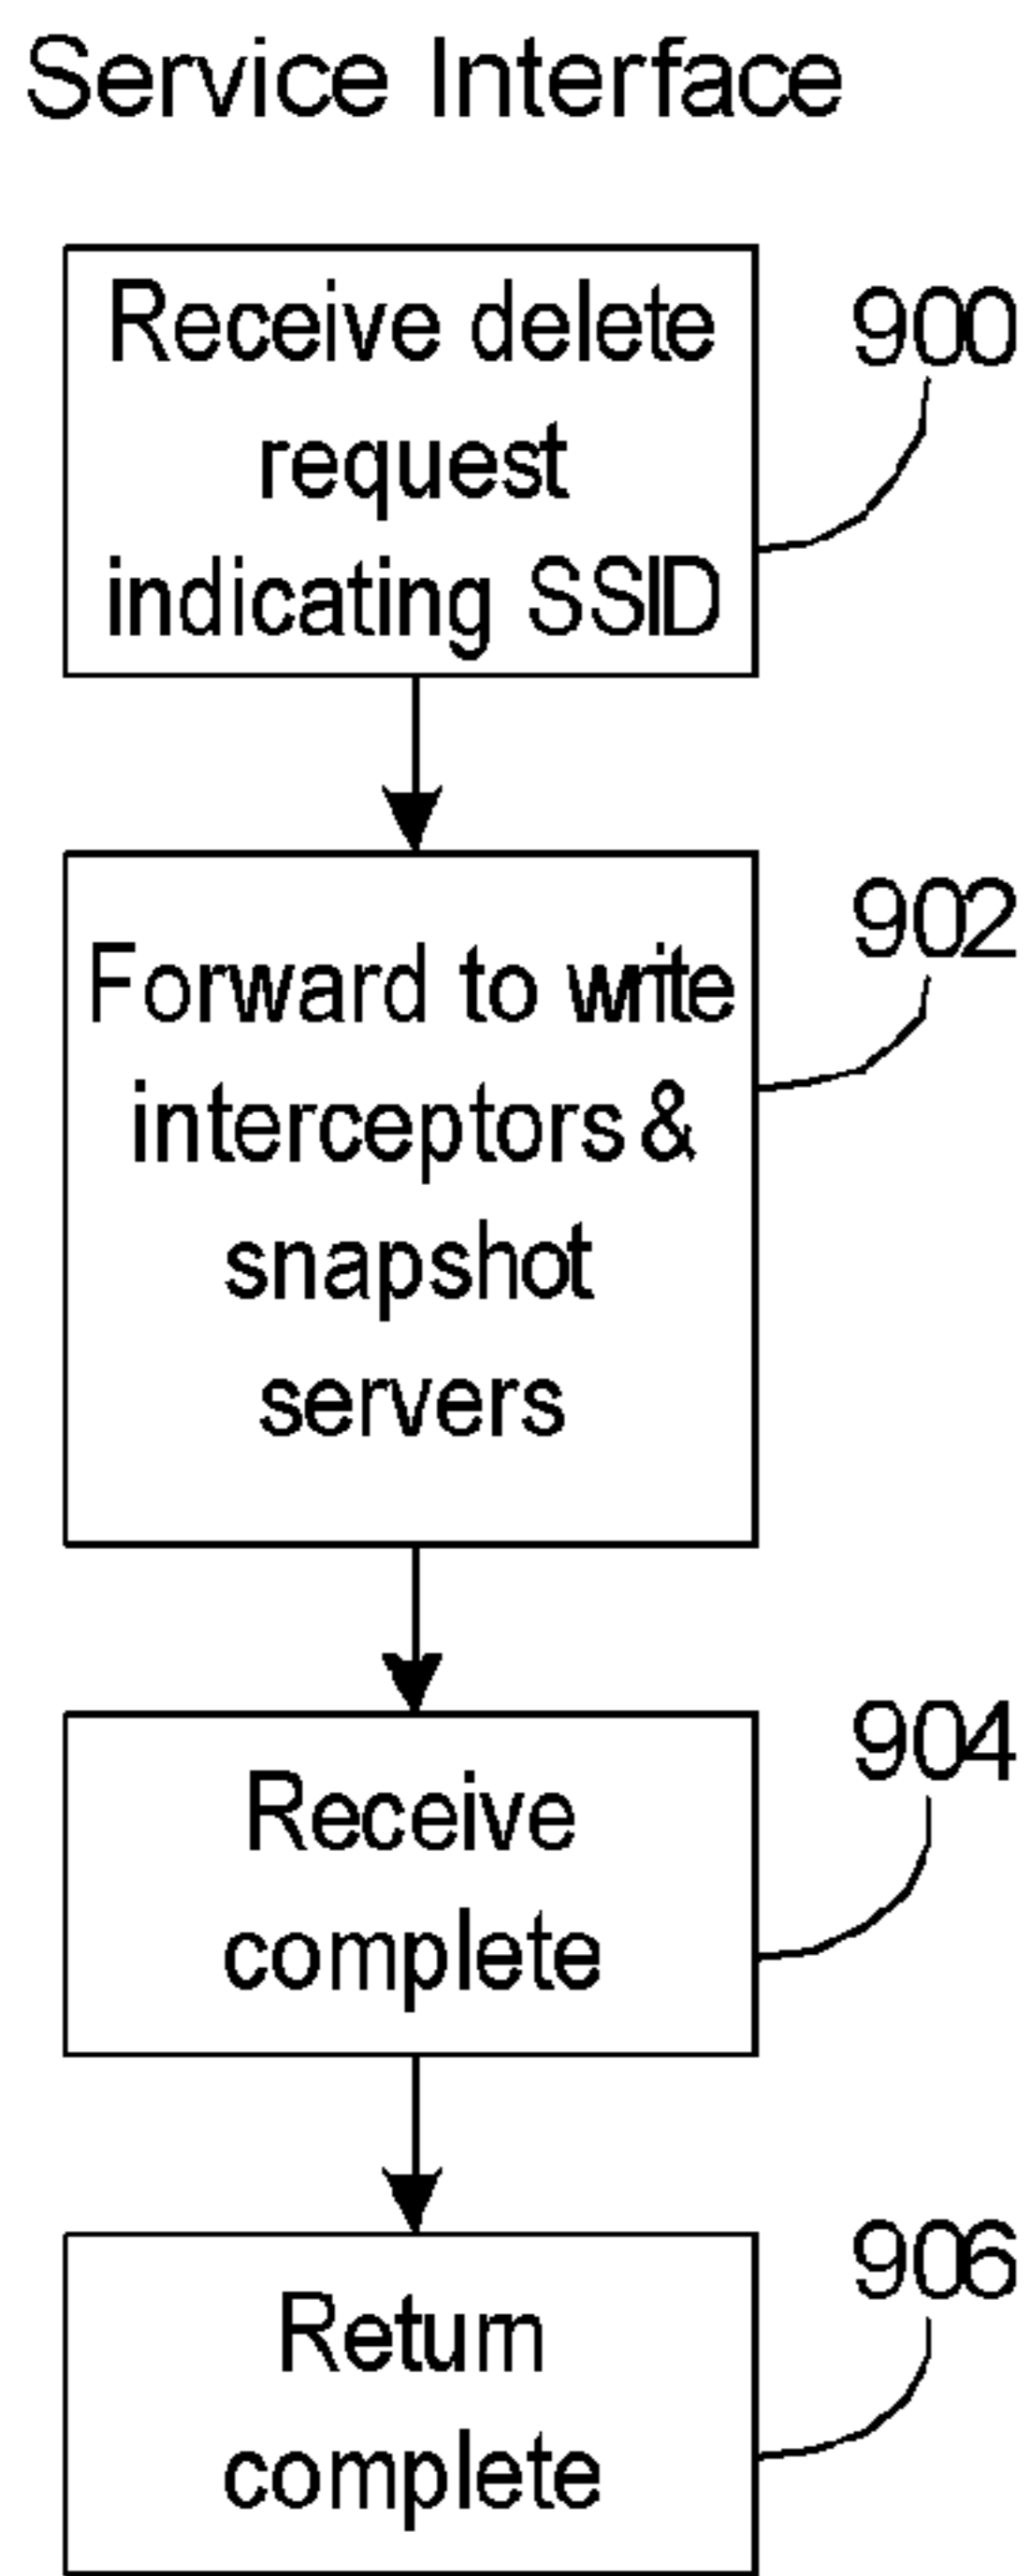 Service Interface
Receive delete
request
indicating SSID
900
Forward to write
interceptors &
snapshot
servers
902
Receive
complete
904
Return
complete
906